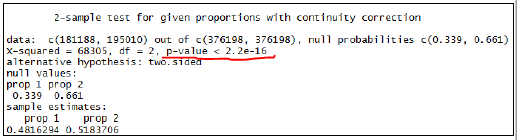 2-sample test for given proportions with continuity correction
data: c(181188, 195010) out of c(376198, 376198), null probabilities c(0.339, 0.661)
X-squared = 68305, df = 2, p-value < 2.2e-16
alternative hypothesis: two.sided
null values:
prop 1 prop 2
0.339 0.661
sample estimates:
prop 1 prop 2
0.4816294 0.5183706